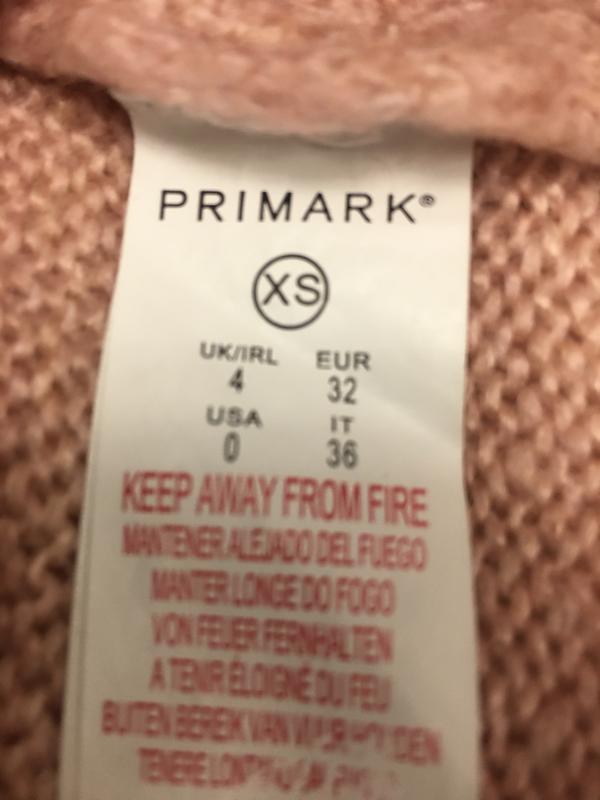 PRIMARK®
XS
UK/IRL EUR
4 32
USA IT
0 36
KEEP AWAY FROM FIRE
MANTENER ALEJADO DEL FUEGO
MANTER LONGE DO FOGO
VON FEUER FERNHALTEN
A TENIR ÉLOIGNÉ DU FEU
BUITEN BEREIK VAN
TENERE